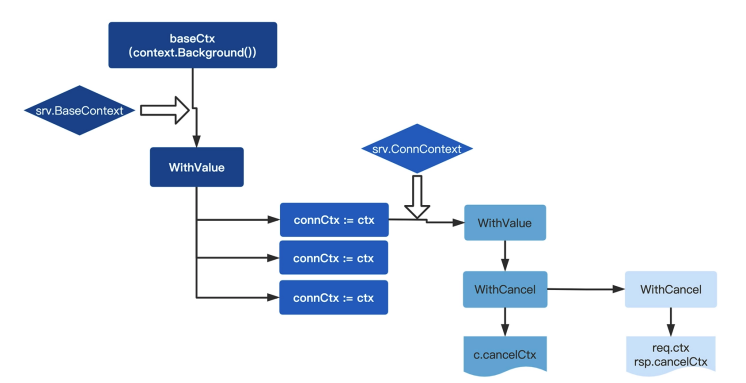 baseCtx
(context.Background())
srv.BaseContext
WithValue
srv.ConnContext
connCtx := ctx
connCtx := ctx
connCtx := ctx
WithValue
WithCancel
WithCancel
c.cancelCtx
req.ctx
rsp.cancelCtx